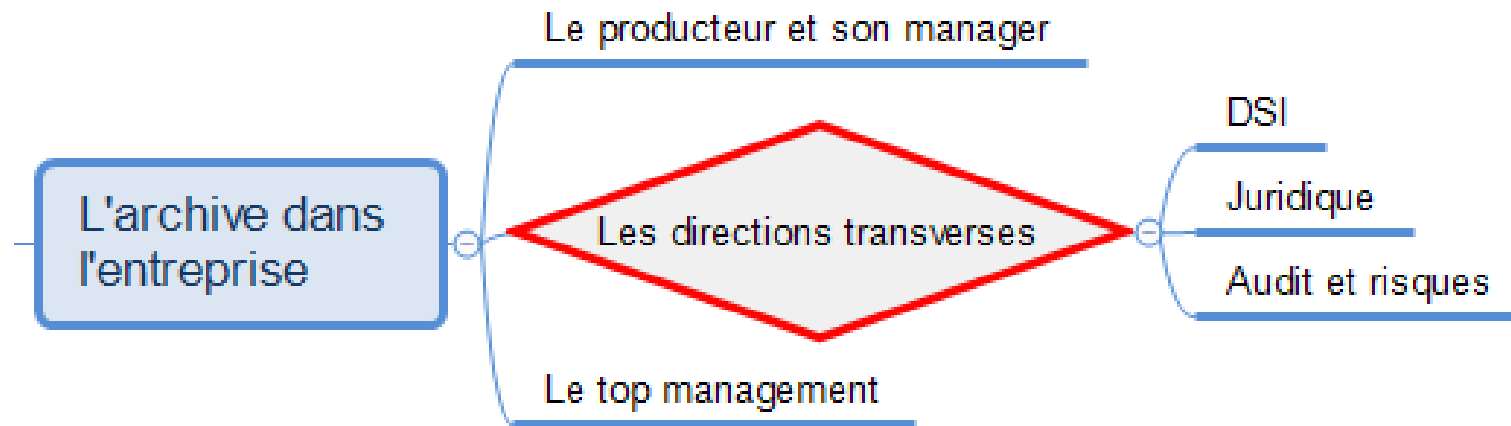 Le producteur et son manager
L'archive dans
l'entreprise
Les directions transverses
DSI
Juridique
Audit et risques
Le top management